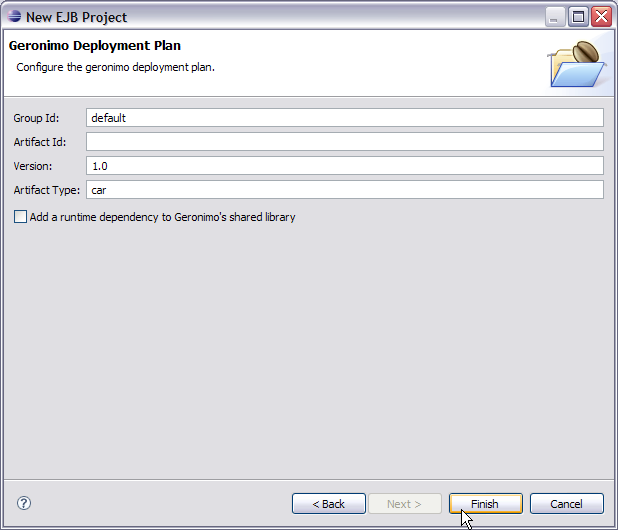 New EJB Project
Geronimo Deployment Plan
Configure the geronimo deployment plan.
Group Id: default
Artifact Id:
Version: 1.0
Artifact Type: car
Add a runtime dependency to Geronimo's shared library
? < Back Next > Finish Cancel